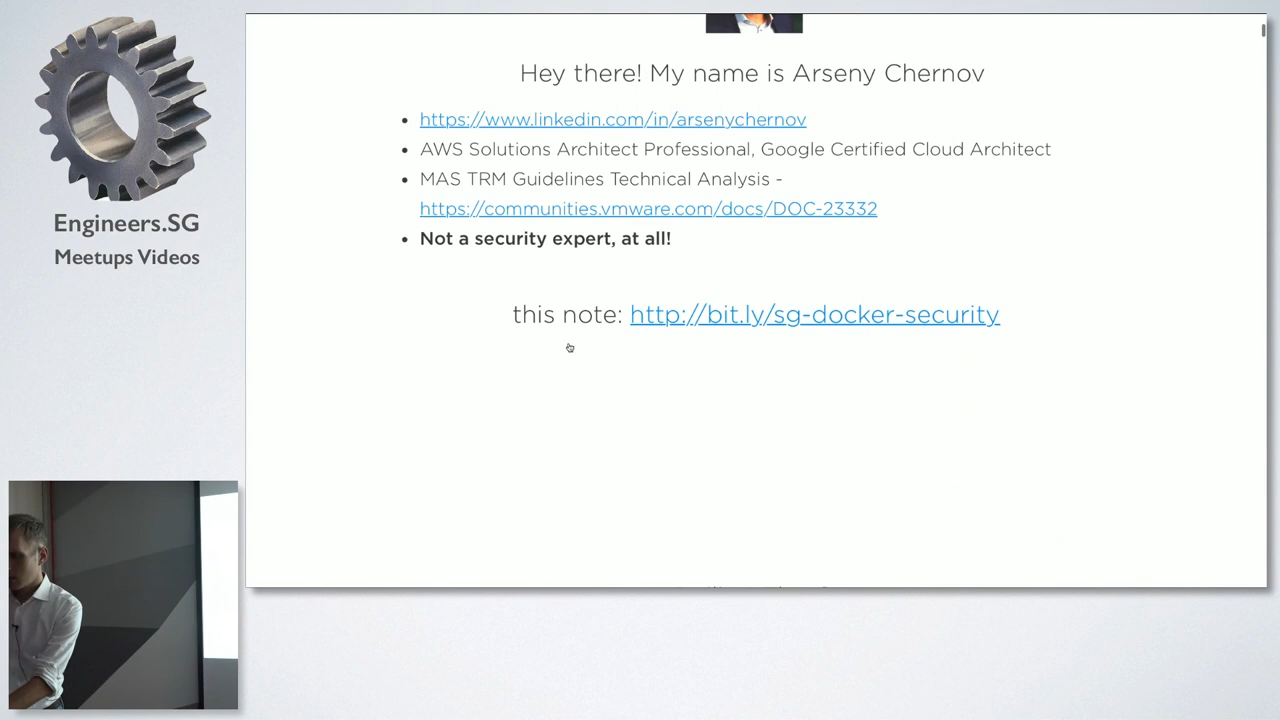 Engineers.SG
Meetups Videos
Hey there! My name is Arseny Chernov
https://www.linkedin.com/in/arsenychernov
AWS Solutions Architect Professional, Google Certified Cloud Architect
MAS TRM Guidelines Technical Analysis -
https://communities.vmware.com/docs/DOC-23332
Not a security expert, at all!
this note: http://bit.ly/sg-docker-security